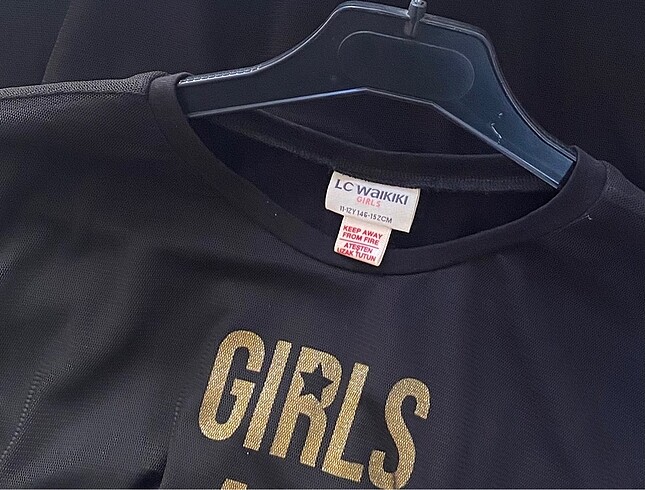 LC WAIKIKI
GIRLS
11-12Y 146-152CM
KEEP AWAY
FROM FIRE
ATEŞTEN
UZAK TUTUN
GIRLS